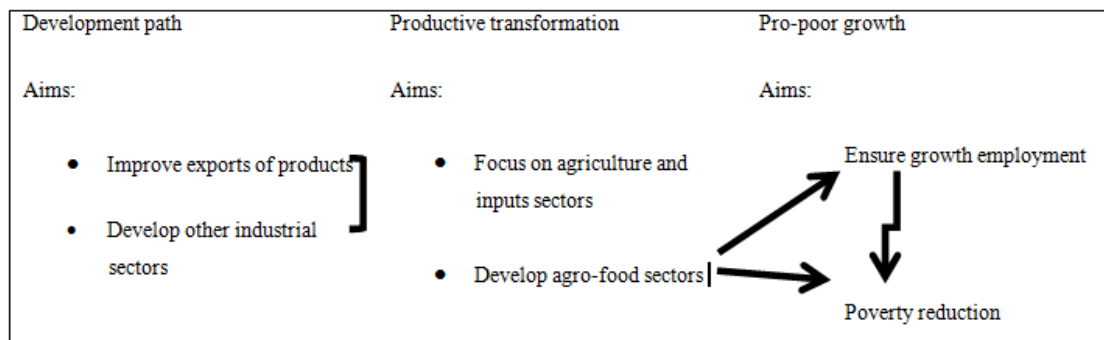 Development path
Aims:
• Improve exports of products
• Develop other industrial
sectors
Productive transformation
Aims:
• Focus on agriculture and
inputs sectors
• Develop agro-food sectors
Pro-poor growth
Aims:
Ensure growth employment
Poverty reduction